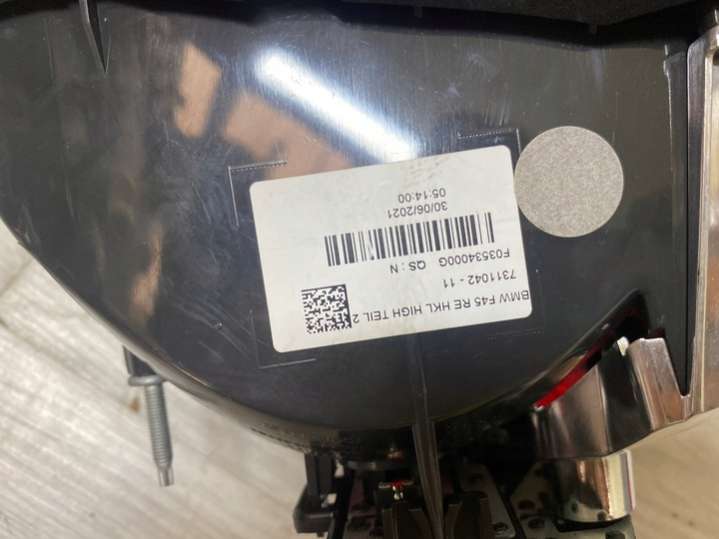 BMW F45 RE HKL HIGH TEIL 2
7311042 - 11
F03534000G QS : N
30/06/2021
05:14:00